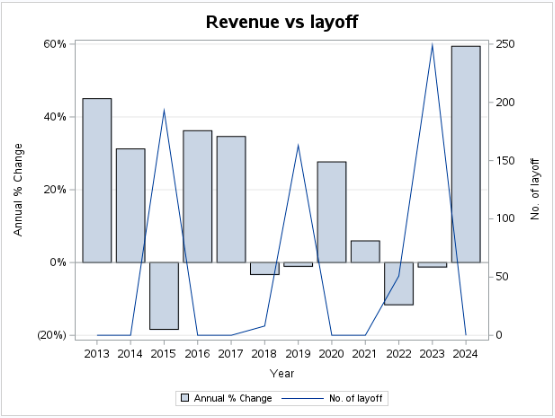 Revenue vs layoff
60%
40%
20%
0%
(20%)
Annual % Change
250
200
150
100
50
0
No. of layoff
2013 2014 2015 2016 2017 2018 2019 2020 2021 2022 2023 2024
Year
Annual % Change No. of layoff